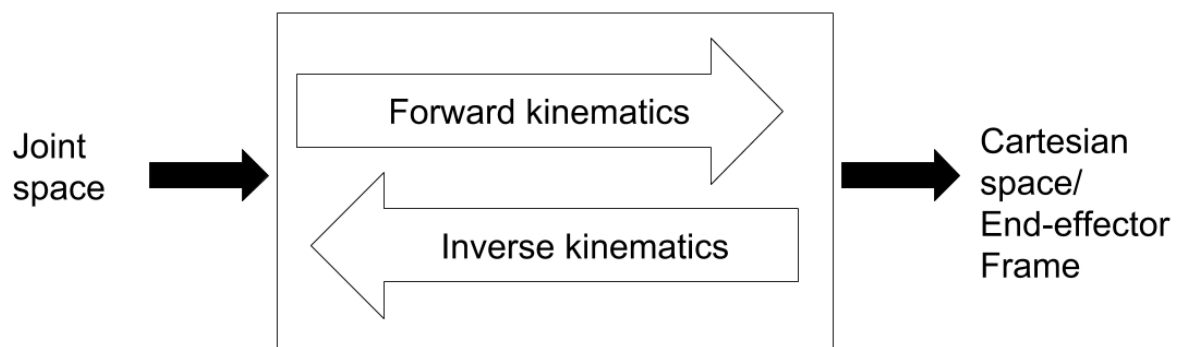 Joint
space
Forward kinematics
Inverse kinematics
Cartesian
space/
End-effector
Frame